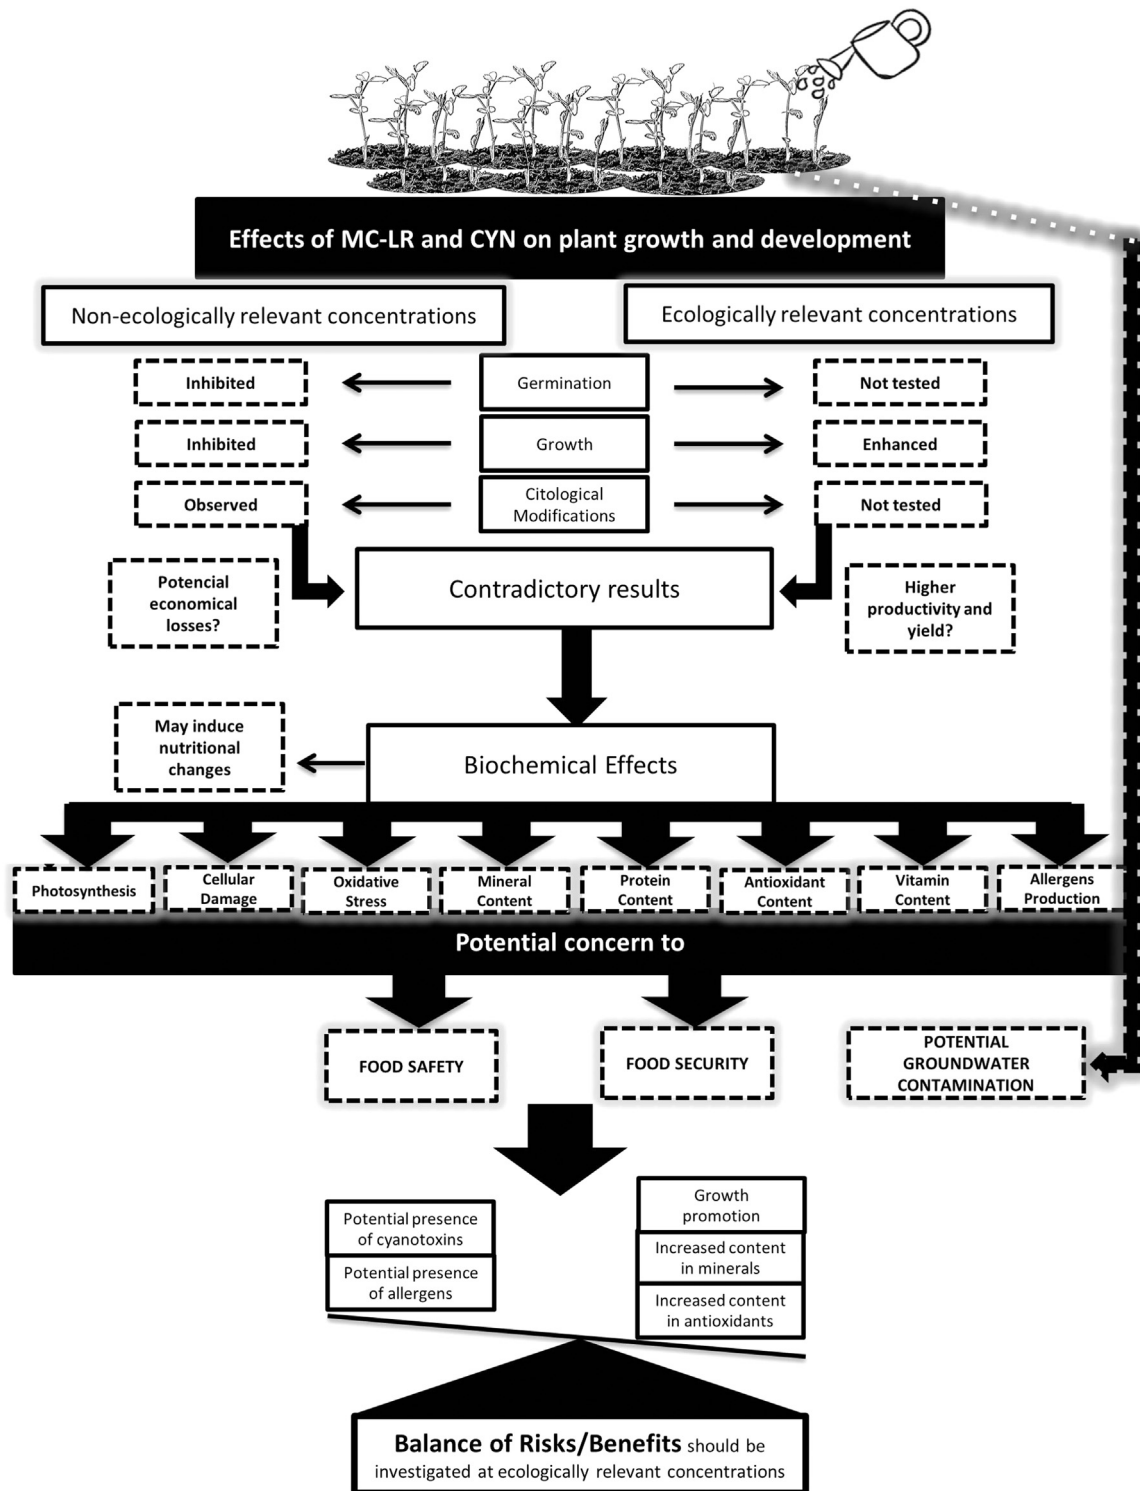 Effects of MC-LR and CYN on plant growth and development
Non-ecologically relevant concentrations
Ecologically relevant concentrations
Inhibited
Germination
Not tested
Inhibited
Growth
Enhanced
Observed
Citological
Modifications
Not tested
Potencial
economical
losses?
Contradictory results
Higher
productivity and
yield?
May induce
nutritional
changes
Biochemical Effects
Photosynthesis
Cellular
Damage
Oxidative
Stress
Mineral
Content
Protein
Content
Antioxidant
Content
Vitamin
Content
Allergens
Production
Potential concern to
FOOD SAFETY
FOOD SECURITY
POTENTIAL
GROUNDWATER
CONTAMINATION
Potential presence
of cyanotoxins
Potential presence
of allergens
Growth
promotion
Increased content
in minerals
Increased content
in antioxidants
Balance of Risks/Benefits should be
investigated at ecologically relevant concentrations